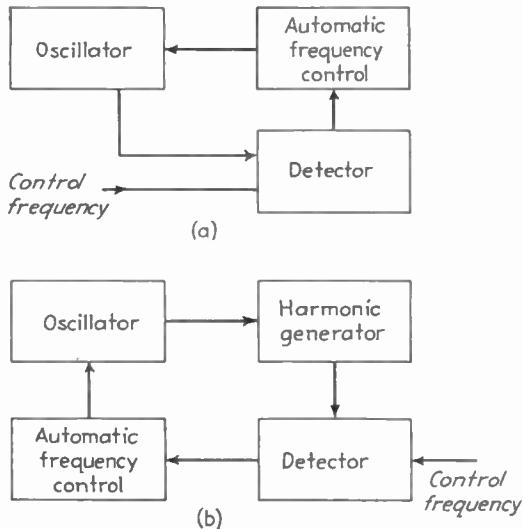 Oscillator
Automatic
frequency
control
Detector
Control
frequency
(a)
Oscillator
Harmonic
generator
Automatic
frequency
control
Detector
Control
frequency
(b)